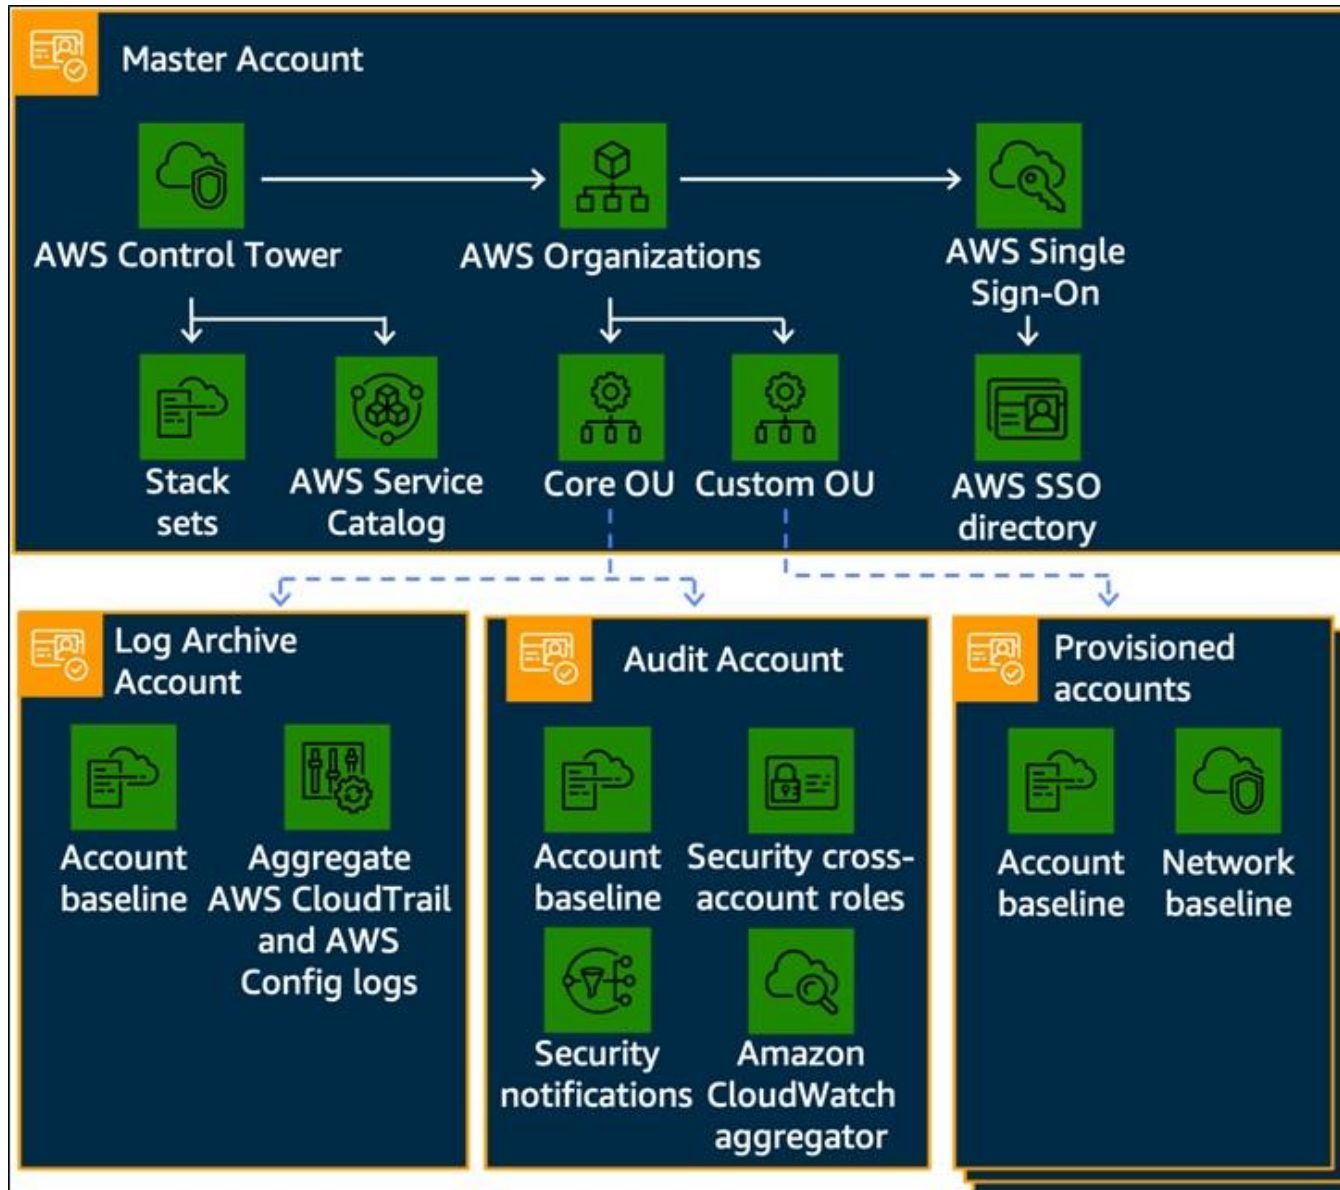 Master Account
AWS Control Tower
AWS Organizations
AWS Single
Sign-On
Stack
sets
AWS Service
Catalog
Core OU
Custom OU
AWS SSO
directory
Log Archive
Account
Account
baseline
Aggregate
AWS CloudTrail
and AWS
Config logs
Audit Account
Account
baseline
Security cross-
account roles
Security
notifications
Amazon
CloudWatch
aggregator
Provisioned
accounts
Account
baseline
Network
baseline